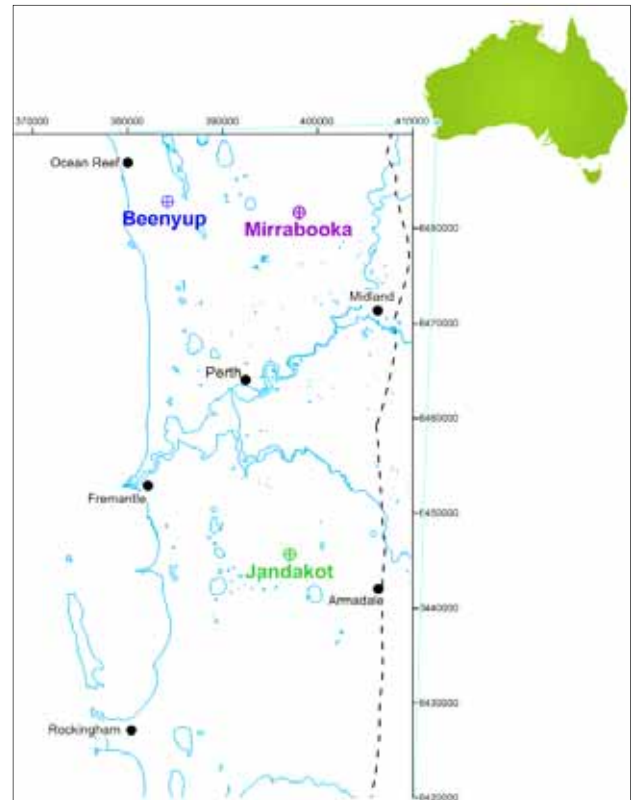 370000 380000 390000 400000 410000
Ocean Reef
Beenyup
Mirrabooka
6480000
Midland
6470000
Perth
6460000
Fremantle
6450000
Jandakot
Armadale
6440000
6430000
Rockingham
6420000